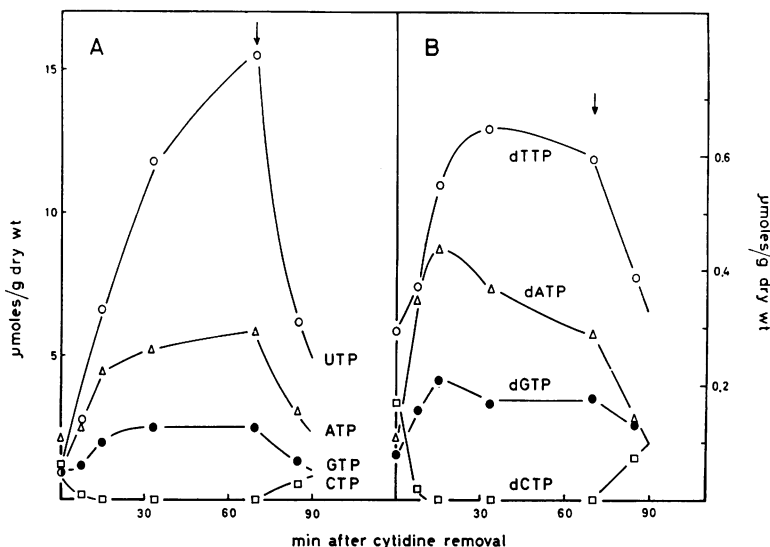 A
B
15
10
5
µmoles/g dry wt
UTP
ATP
GTP
CTP
30
60
90
dTTP
dATP
dGTP
dCTP
30
60
90
0,6
0,4
0,2
µmoles/g dry wt
min after cytidine removal